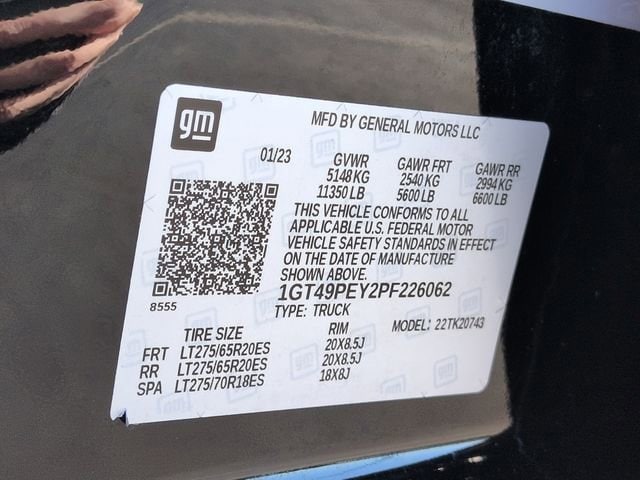 gm
MFD BY GENERAL MOTORS LLC
01/23 GVWR GAWR FRT GAWR RR
5148 KG 2540 KG 2994 KG
11350 LB 5600 LB 6600 LB
THIS VEHICLE CONFORMS TO ALL
APPLICABLE U.S. FEDERAL MOTOR
VEHICLE SAFETY STANDARDS IN EFFECT
ON THE DATE OF MANUFACTURE
SHOWN ABOVE.
8555
1GT49PEY2PF226062
TYPE: TRUCK MODEL: 22TK20743
TIRE SIZE RIM
FRT LT275/65R20ES 20X8.5J
RR LT275/65R20ES 20X8.5J
SPA LT275/70R18ES 18X8J